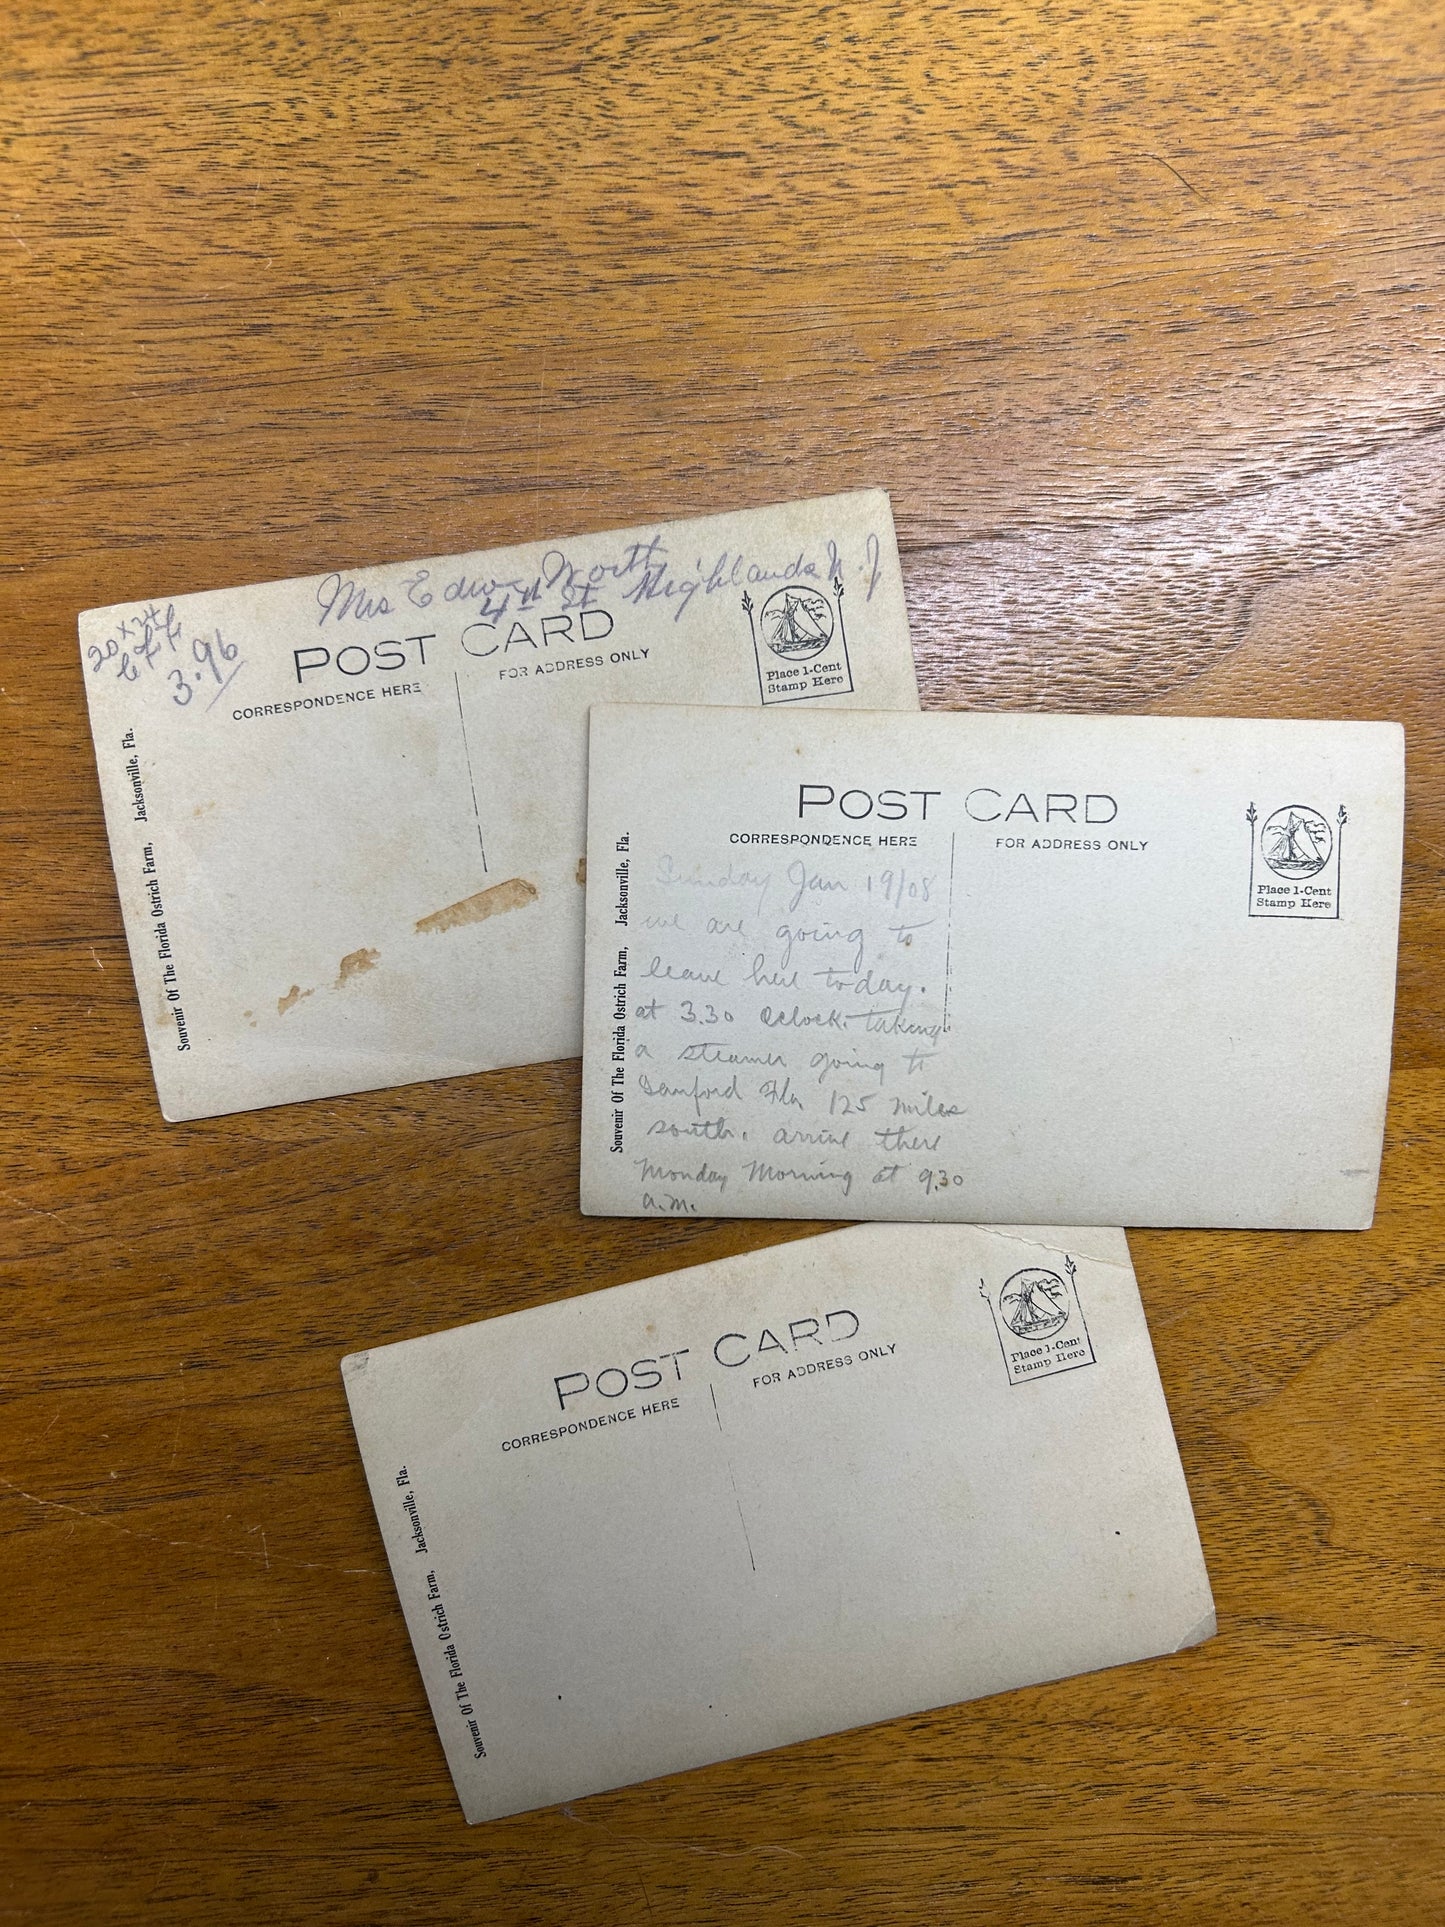 Mrs Edw North
4th St Highlands N.J
20 x 24
3.96
POST CARD
CORRESPONDENCE HERE
FOR ADDRESS ONLY
Place 1-Cent
Stamp Here
Souvenir Of The Florida Ostrich Farm, Jacksonville, Fla.
POST CARD
CORRESPONDENCE HERE
FOR ADDRESS ONLY
Place 1-Cent
Stamp Here
Souvenir Of The Florida Ostrich Farm, Jacksonville, Fla.
Sunday Jan 19/08
we are going to
leave here today.
at 3.30 Oclock. taking
a steamer going to
Sanford Fla 125 miles
south. arrive there
Monday Morning at 9.30
a.m.
POST CARD
CORRESPONDENCE HERE
FOR ADDRESS ONLY
Place 1-Cent
Stamp Here
Souvenir Of The Florida Ostrich Farm, Jacksonville, Fla.